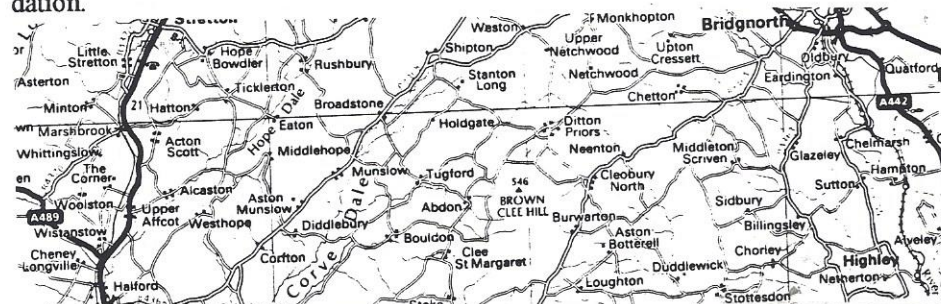 dation.
Stretton
Little
Stretton
Asterton
Minton
Marshbrook
Whittingslow
The
Corner
Woolston
A489
Wistanstow
Cheney
Longville
Halford
21
Hatton
Acton
Scott
Alcaston
Upper
Affcot
Westhope
Hope
Bowdler
Ticklerton
Rushbury
Hope Dale
Eaton
Broadstone
Middlehope
Aston
Munslow
Munslow
Diddlebury
Corfton
Corve Dale
Weston
Shipton
Stanton
Long
Holdgate
Tugford
Abdon
Bouldon
Clee
St Margaret
Monkhopton
Upper
Netchwood
Netchwood
Upton
Cressett
Chetton
Ditton
Priors
Neenton
546
BROWN
CLEE HILL
Cleobury
North
Burwarton
Aston
Botterell
Loughton
Duddlewick
Middleton
Scriven
Sidbury
Billingsley
Chorley
Stottesdon
Bridgnorth
Oldbury
Eardington
Quatford
A442
Glazeley
Chelmarsh
Hampton
Sutton
Alveley
Highley
Netherton